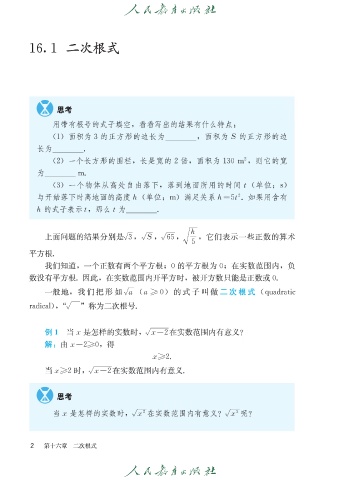 人民教育出版社
16.1 二次根式
思考
用带有根号的式子填空，看看写出的结果有什么特点：
（1）面积为 3 的正方形的边长为________，面积为 S 的正方形的边
长为________.
（2）一个长方形的围栏，长是宽的 2 倍，面积为 130 m²，则它的宽
为________ m.
（3）一个物体从高处自由落下，落到地面所用的时间 t（单位：s）
与开始落下时离地面的高度 h（单位：m）满足关系 h=5t². 如果用含有
h 的式子表示 t，那么 t 为________.
上面问题的结果分别是√3，√S，√65，√(h/5)，它们表示一些正数的算术
平方根.
我们知道，一个正数有两个平方根；0 的平方根为 0；在实数范围内，负
数没有平方根. 因此，在实数范围内开平方时，被开方数只能是正数或 0.
一般地，我们把形如√a（a≥0）的式子叫做二次根式（quadratic
radical），“√ ”称为二次根号.
例 1 当 x 是怎样的实数时，√(x-2)在实数范围内有意义？
解：由 x-2≥0，得
x≥2.
当 x≥2 时，√(x-2)在实数范围内有意义.
思考
当 x 是怎样的实数时，√(x²)在实数范围内有意义？√(x³)呢？
2 第十六章 二次根式
人民教育出版社